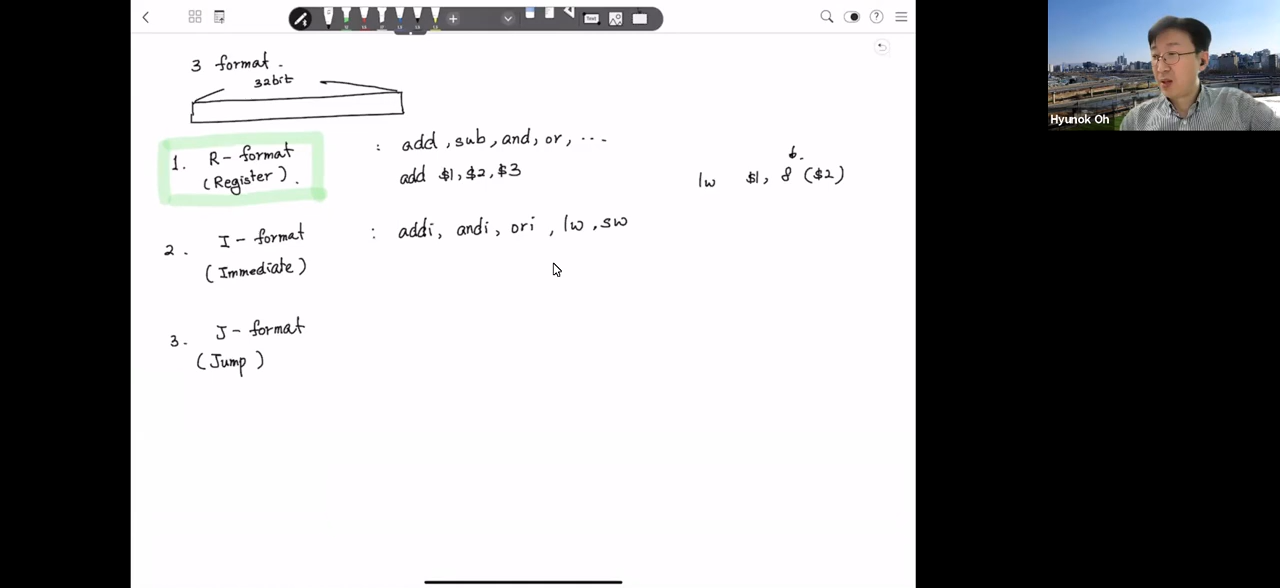 3 format.
32bit
1. R - format : add, sub, and, or, ...
(Register). add $1, $2, $3
lw $1, 8 ($2)
2. I - format : addi, andi, ori, lw, sw
(Immediate)
3. J - format
(Jump)
Text
Hyunok Oh